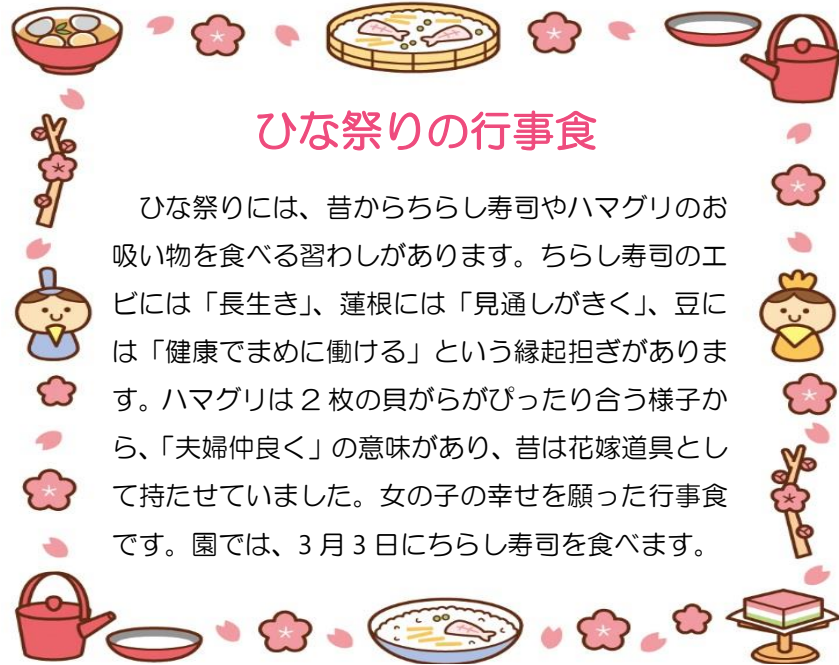 ひな祭りの行事食
　ひな祭りには、昔からちらし寿司やハマグリのお
吸い物を食べる習わしがあります。ちらし寿司のエ
ビには「長生き」、蓮根には「見通しがきく」、豆に
は「健康でまめに働ける」という縁起担ぎがありま
す。ハマグリは２枚の貝がらがぴったり合う様子か
ら、「夫婦仲良く」の意味があり、昔は花嫁道具とし
て持たせていました。女の子の幸せを願った行事食
です。園では、3月3日にちらし寿司を食べます。